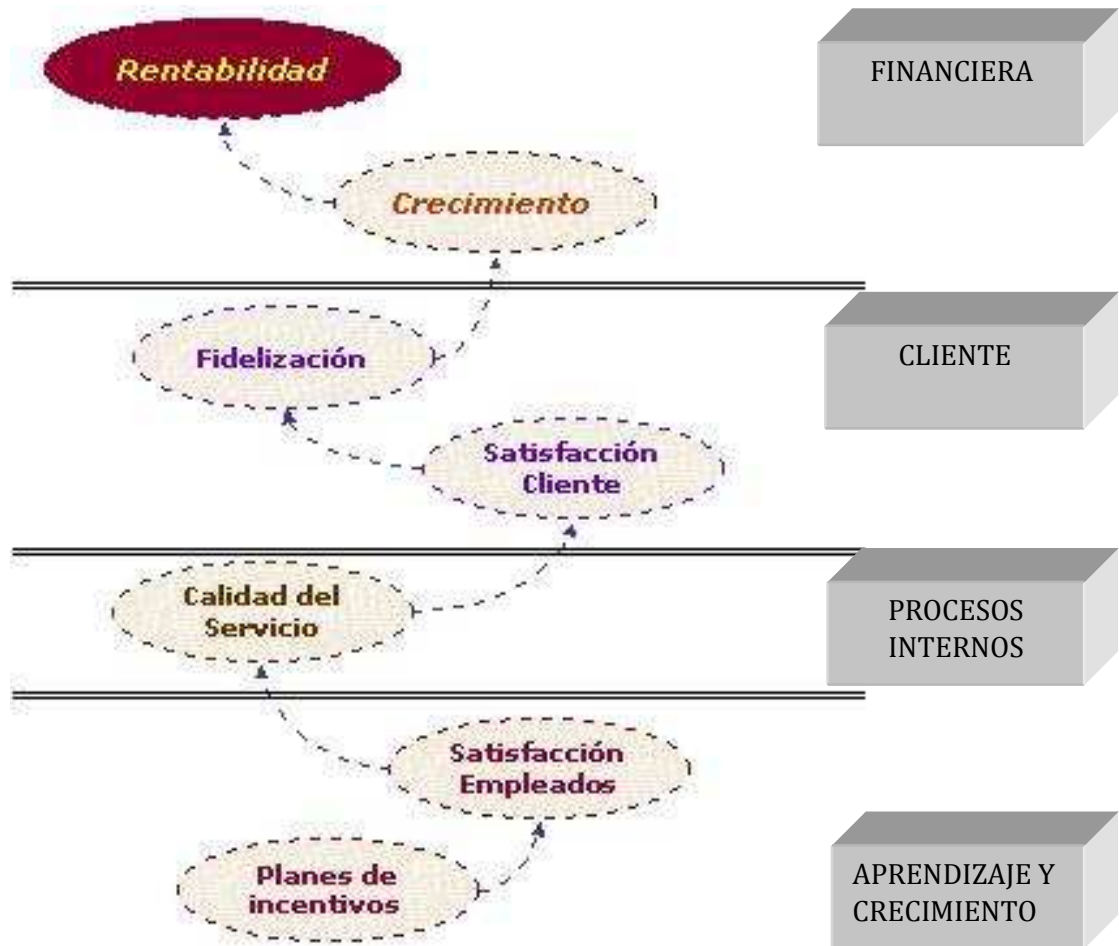 Rentabilidad
FINANCIERA
Crecimiento
Fidelización
CLIENTE
Satisfacción
Cliente
Calidad del
Servicio
PROCESOS
INTERNOS
Satisfacción
Empleados
Planes de
incentivos
APRENDIZAJE Y
CRECIMIENTO